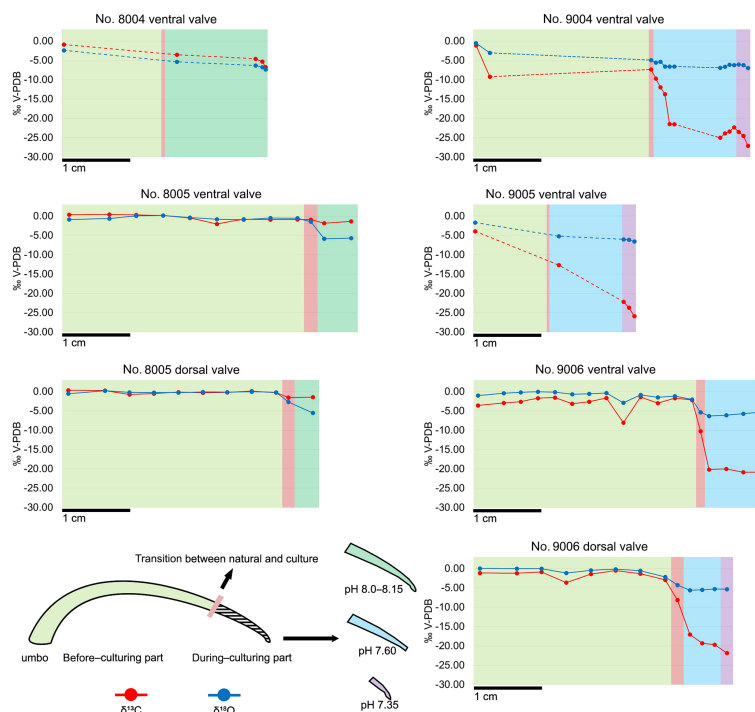 No. 8004 ventral valve
0.00
-5.00
-10.00
-15.00
-20.00
-25.00
-30.00
‰ V-PDB
1 cm
No. 9004 ventral valve
0.00
-5.00
-10.00
-15.00
-20.00
-25.00
-30.00
‰ V-PDB
1 cm
No. 8005 ventral valve
0.00
-5.00
-10.00
-15.00
-20.00
-25.00
-30.00
‰ V-PDB
1 cm
No. 9005 ventral valve
0.00
-5.00
-10.00
-15.00
-20.00
-25.00
-30.00
‰ V-PDB
1 cm
No. 8005 dorsal valve
0.00
-5.00
-10.00
-15.00
-20.00
-25.00
-30.00
‰ V-PDB
1 cm
No. 9006 ventral valve
0.00
-5.00
-10.00
-15.00
-20.00
-25.00
-30.00
‰ V-PDB
1 cm
No. 9006 dorsal valve
0.00
-5.00
-10.00
-15.00
-20.00
-25.00
-30.00
‰ V-PDB
1 cm
Transition between natural and culture
pH 8.0–8.15
umbo Before–culturing part During–culturing part
pH 7.60
pH 7.35
δ¹³C δ¹⁸O